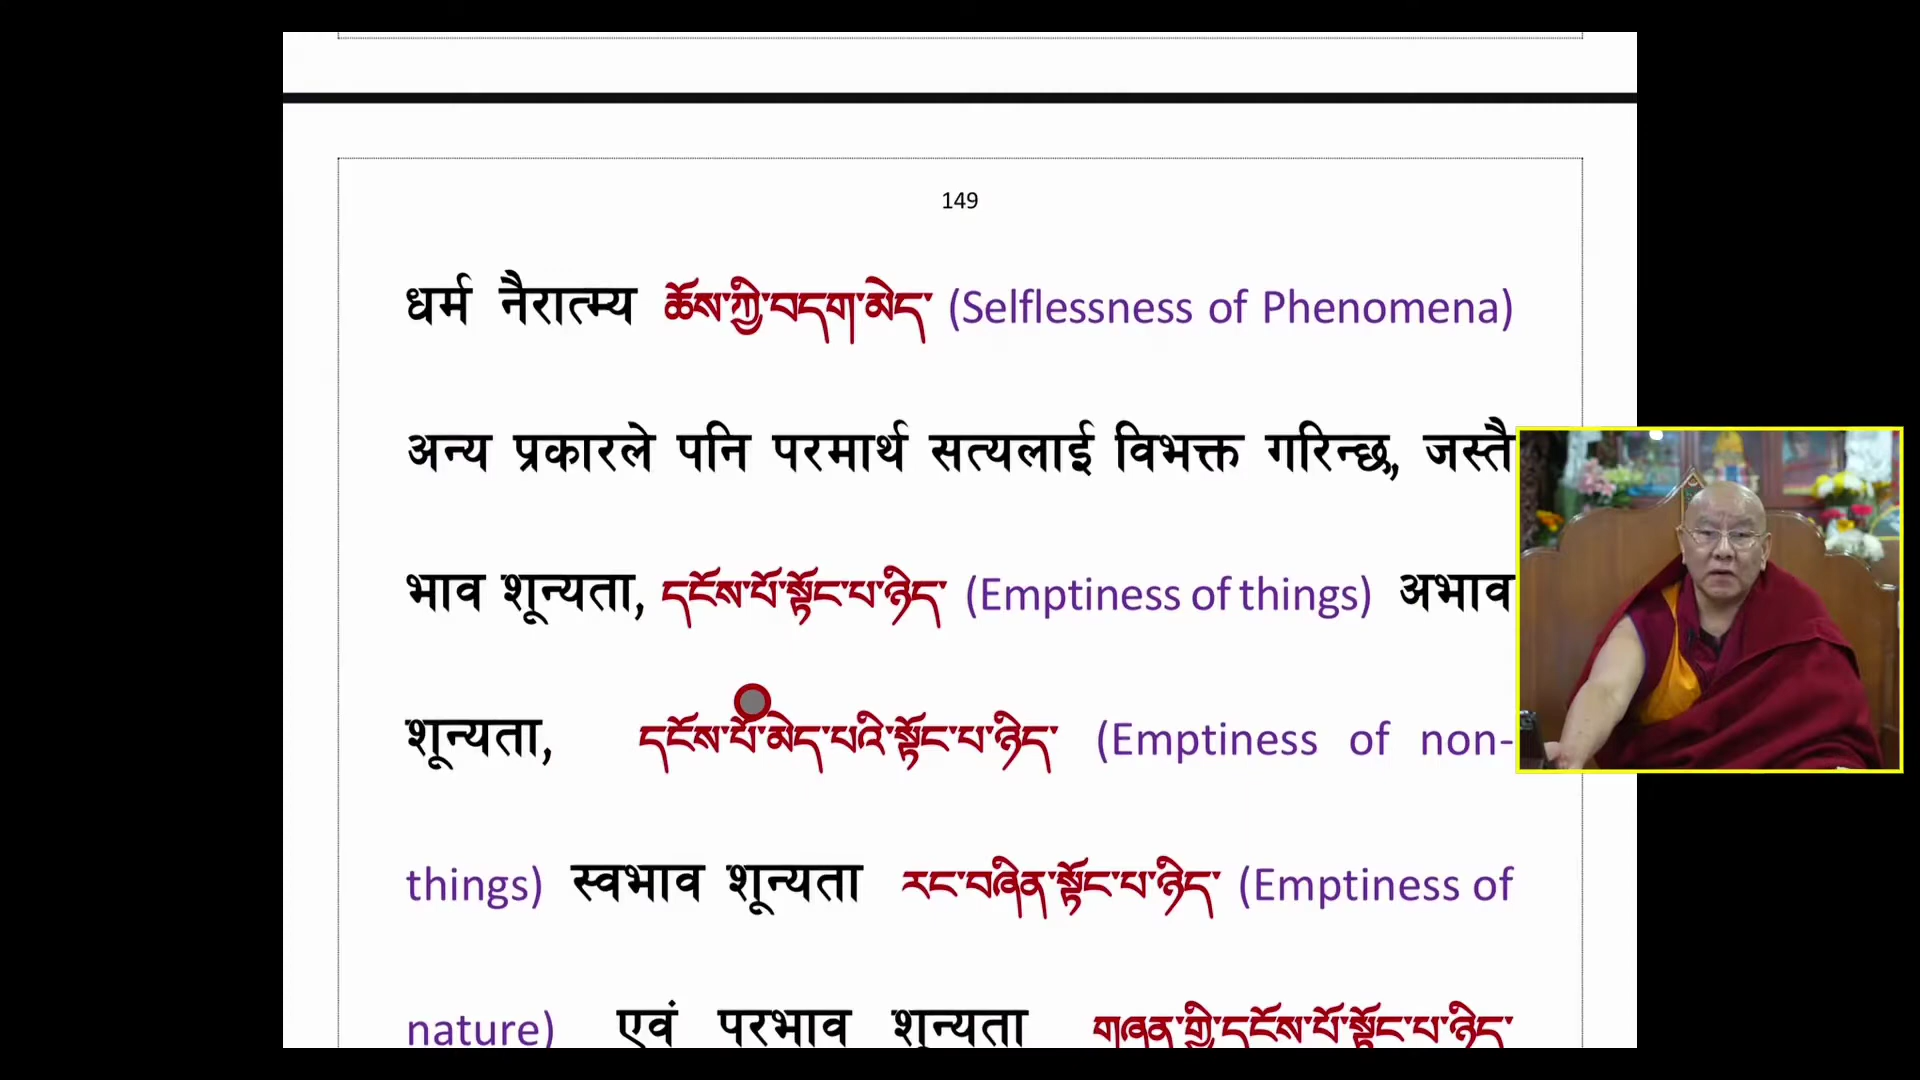 149
धर्म नैरात्म्य ཆོས་ཀྱི་བདག་མེད་ (Selflessness of Phenomena)
अन्य प्रकारले पनि परमार्थ सत्यलाई विभक्त गरिन्छ, जस्तै
भाव शून्यता, དངོས་པོ་སྟོང་པ་ཉིད་ (Emptiness of things) अभाव
शून्यता, དངོས་པོ་མེད་པའི་སྟོང་པ་ཉིད་ (Emptiness of non-
things) स्वभाव शून्यता རང་བཞིན་སྟོང་པ་ཉིད་ (Emptiness of
nature) एवं परभाव शून्यता གཞན་གྱི་དངོས་པོ་སྟོང་པ་ཉིད་